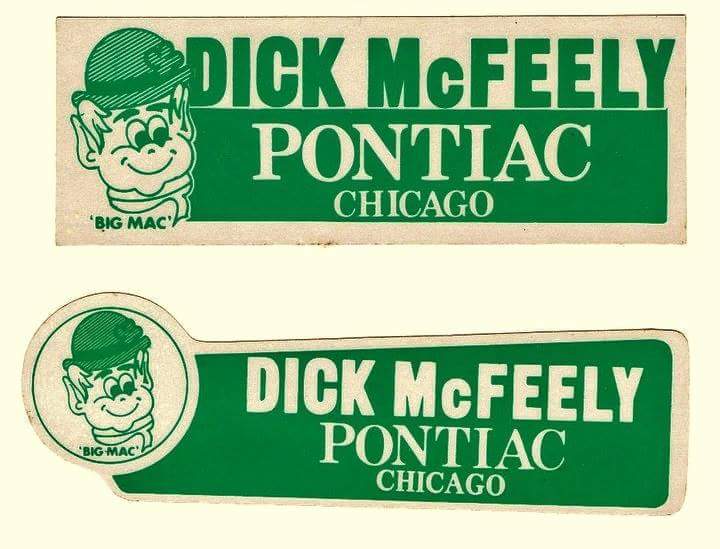 DICK McFEELY
PONTIAC
CHICAGO
'BIG MAC'
DICK McFEELY
PONTIAC
CHICAGO
'BIG MAC'